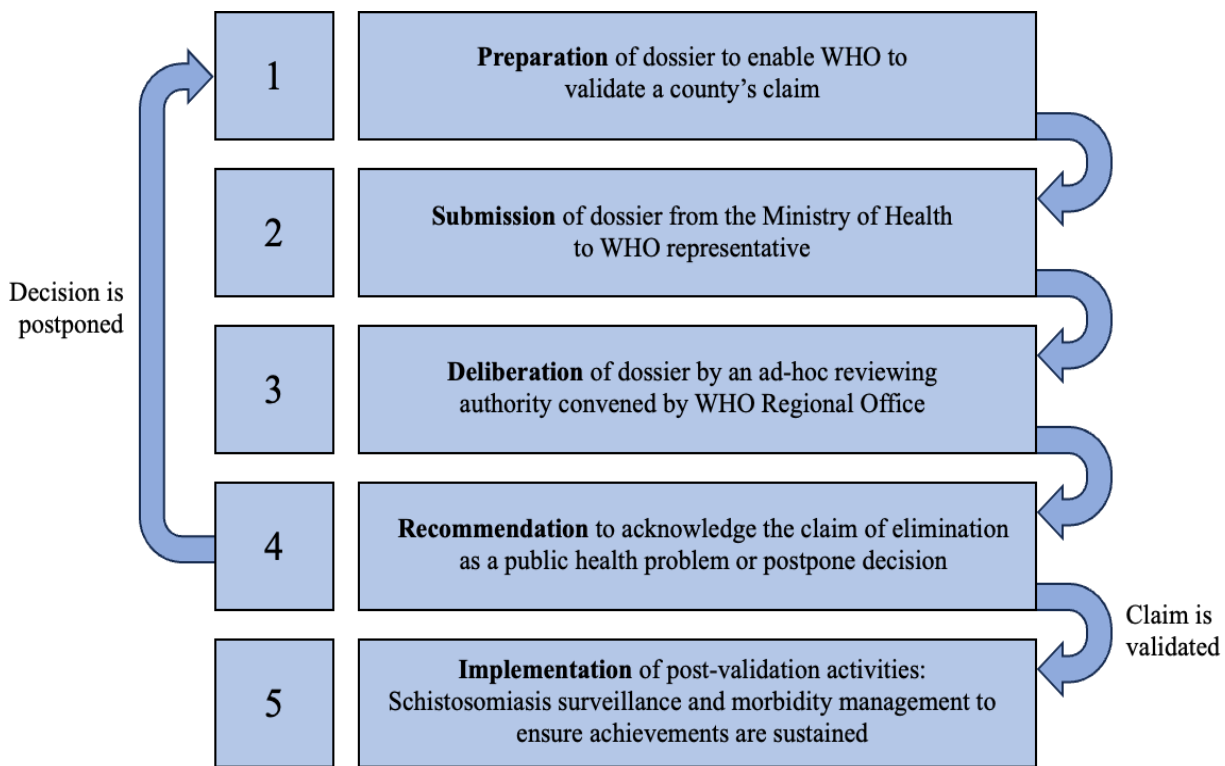 1
Preparation of dossier to enable WHO to
validate a county’s claim
2
Submission of dossier from the Ministry of Health
to WHO representative
Decision is
postponed
3
Deliberation of dossier by an ad-hoc reviewing
authority convened by WHO Regional Office
4
Recommendation to acknowledge the claim of elimination
as a public health problem or postpone decision
Claim is
validated
5
Implementation of post-validation activities:
Schistosomiasis surveillance and morbidity management to
ensure achievements are sustained